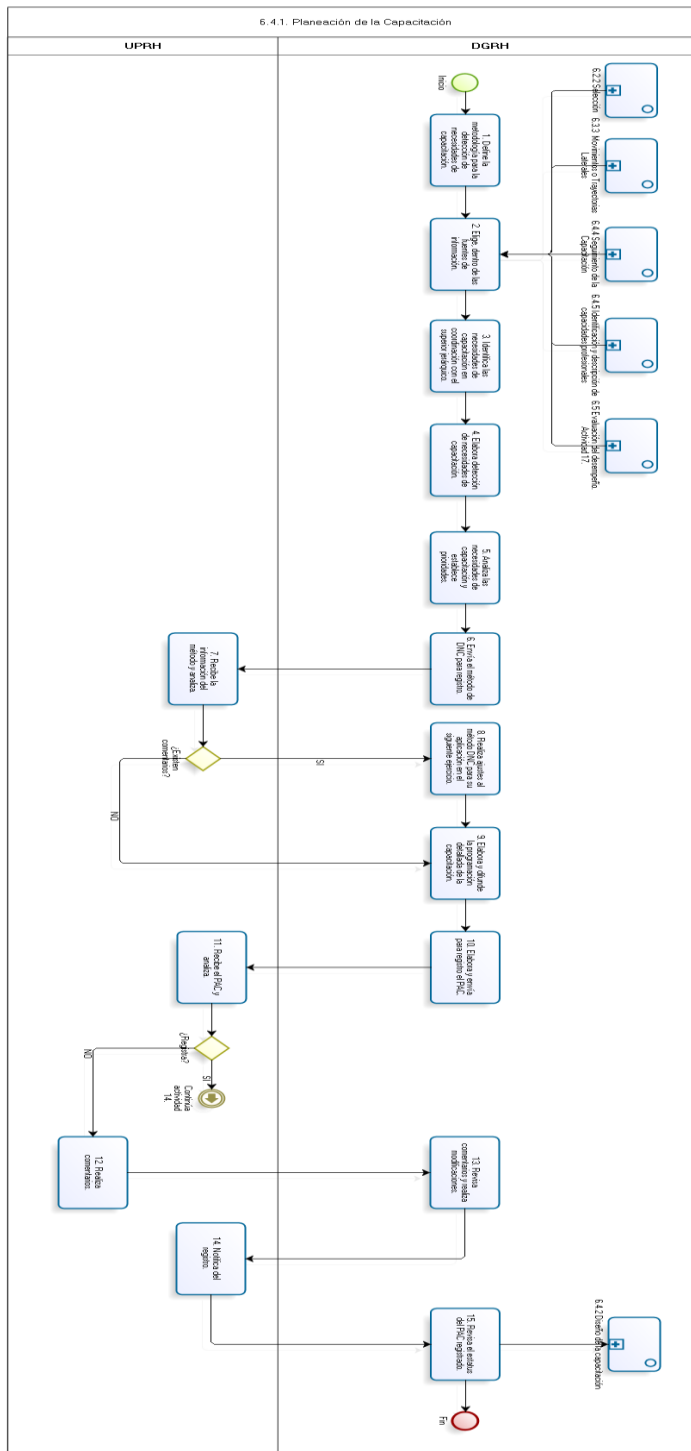 6.4.1. Planeación de la Capacitación
UPRH
DGRH
6.2.2 Selección
6.3.3 Movimientos o Trayectorias
Laterales
6.4.4 Seguimiento de la
Capacitación
6.4.5 Identificación y descripción de
capacidades profesionales
6.5 Evaluación del desempeño.
Actividad 17.
Inicio
1. Define la
metodología para la
detección de
necesidades de
capacitación.
2. Elige, dentro de las
fuentes de
información.
3. Identifica las
necesidades de
capacitación en
coordinación con el
superior jerárquico.
4. Elabora detección
de necesidades de
capacitación.
5. Analiza las
necesidades de
capacitación y
establece
prioridades.
6. Envía el método de
DNC para registro.
7. Recibe la
información del
método y analiza.
¿Existen
comentarios?
SI
NO
8. Realiza ajustes al
método DNC para su
aplicación en el
siguiente ejercicio.
9. Elabora y difunde
la programación
detallada de la
capacitación.
10. Elabora y envía
para registro el PAC.
11. Recibe el PAC y
analiza.
¿Registra?
SI
NO
Continúa
actividad
14.
12. Realiza
comentarios.
13. Revisa
comentarios y realiza
modificaciones.
14. Notifica del
registro.
15. Revisa el estatus
del PAC registrado.
6.4.2 Diseño de la capacitación
Fin